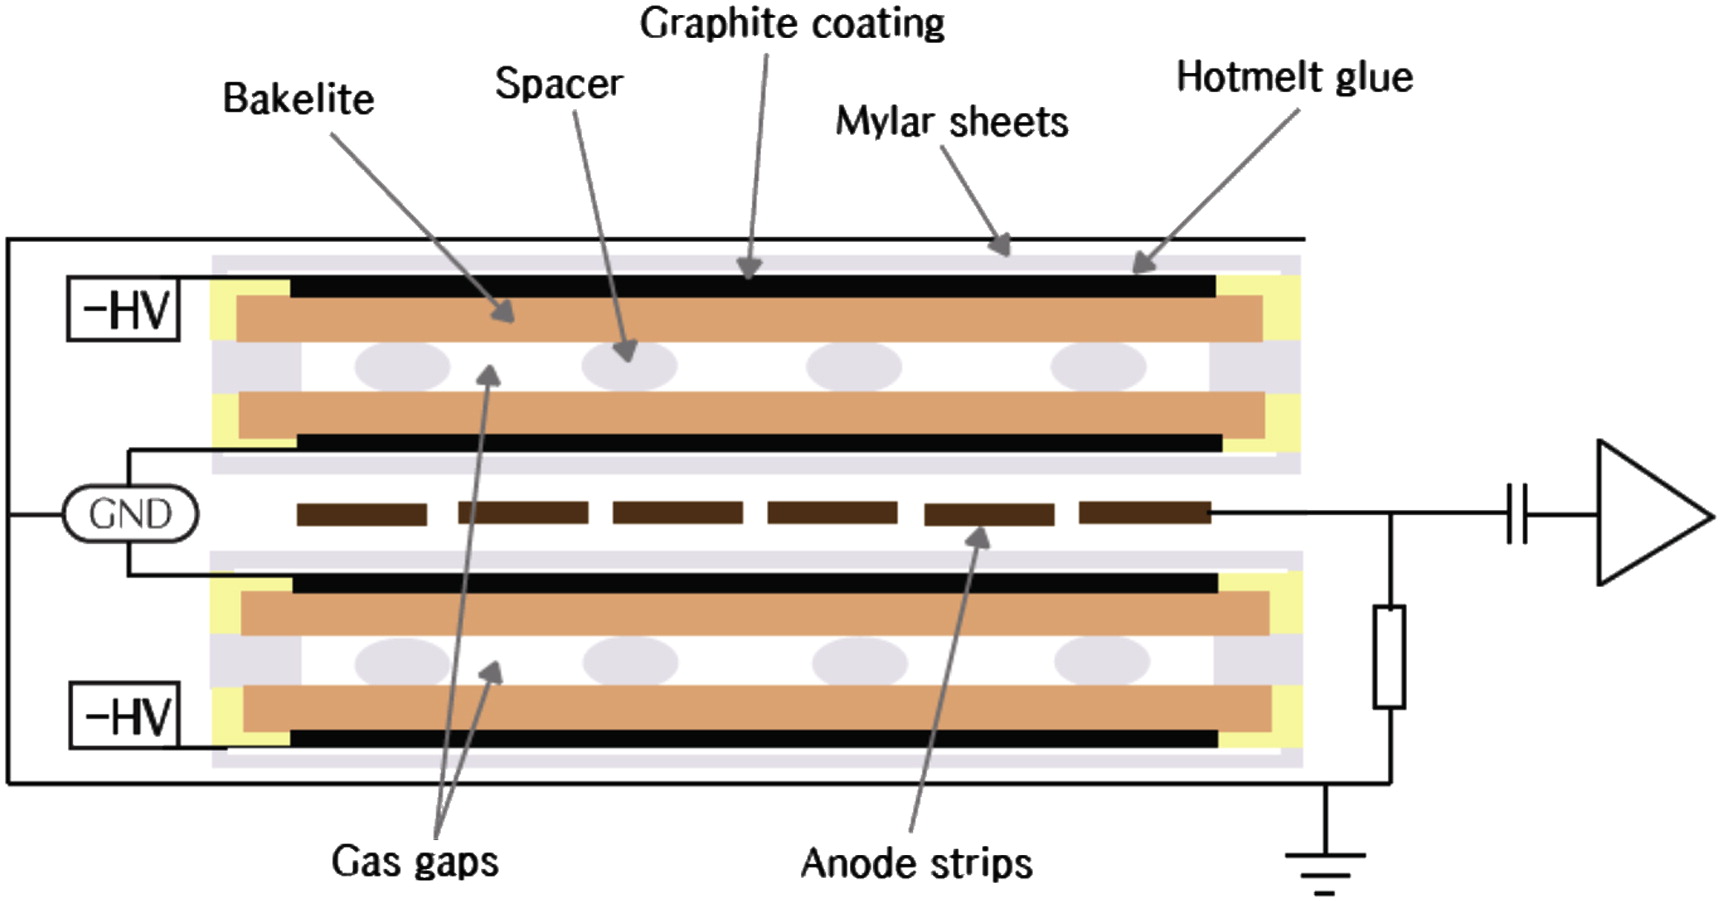 Graphite coating
Spacer
Hotmelt glue
Bakelite
Mylar sheets
–HV
GND
–HV
Gas gaps
Anode strips